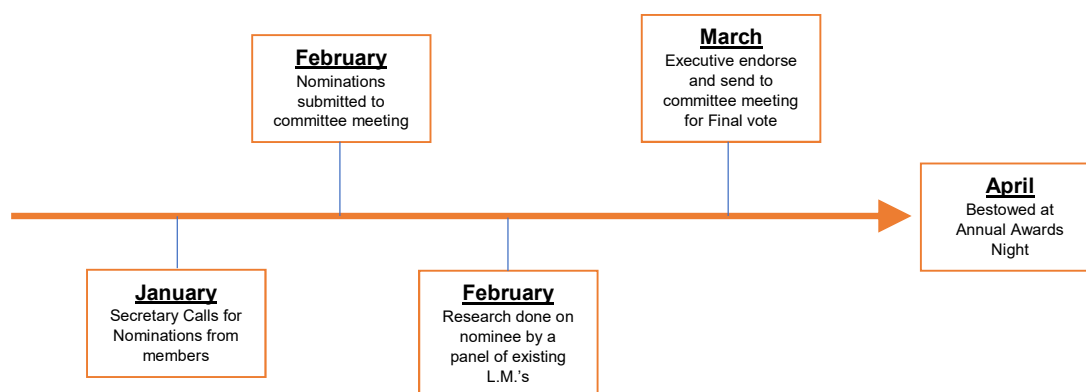 January
Secretary Calls for
Nominations from
members
February
Nominations
submitted to
committee meeting
February
Research done on
nominee by a
panel of existing
L.M.'s
March
Executive endorse
and send to
committee meeting
for Final vote
April
Bestowed at
Annual Awards
Night